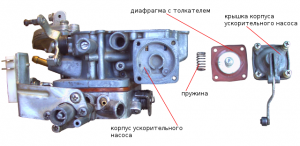 диафрагма с толкателем
крышка корпуса
ускорительного
насоса
пружина
корпус ускорительного
насоса